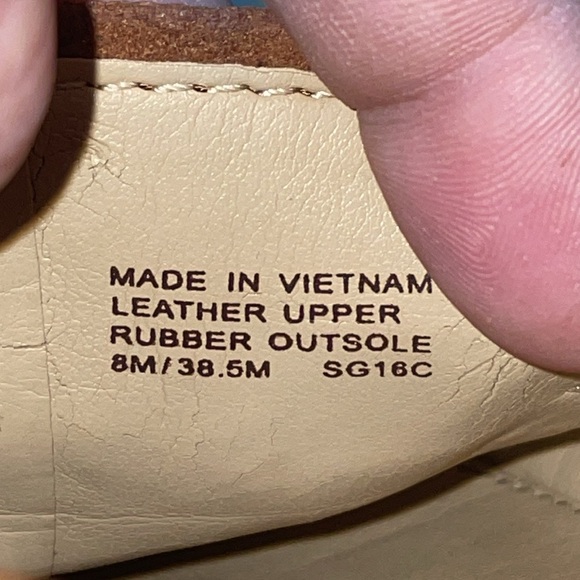 MADE IN VIETNAM
LEATHER UPPER
RUBBER OUTSOLE
8M/38.5M SG16C